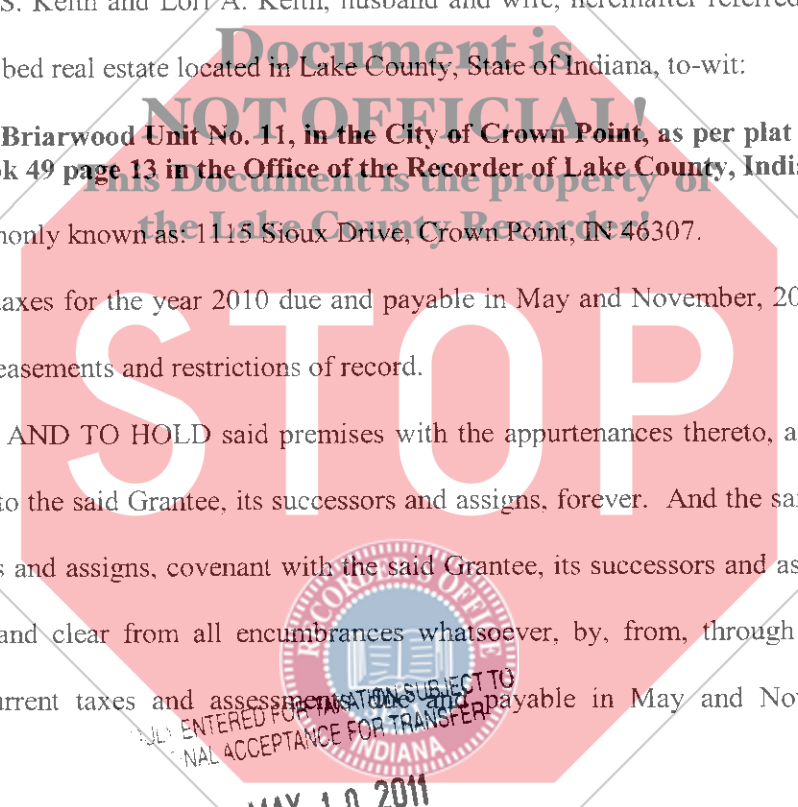 S. Keith and Lori A. Keith, husband and wife, hereinafter referred
Document is
bed real estate located in Lake County, State of Indiana, to-wit:
NOT OFFICIAL!
Briarwood Unit No. 11, in the City of Crown Point, as per plat
ok 49 page 13 in the Office of the Recorder of Lake County, India
This Document is the property of
the Lake County Recorder!
monly known as: 1115 Sioux Drive, Crown Point, IN 46307.
taxes for the year 2010 due and payable in May and November, 20
easements and restrictions of record.
STOP
AND TO HOLD said premises with the appurtenances thereto, a
to the said Grantee, its successors and assigns, forever. And the sai
s and assigns, covenant with the said Grantee, its successors and as
and clear from all encumbrances whatsoever, by, from, through
RECORDER'S OFFICE
urrent taxes and assessments due and payable in May and Nov
ENTERED FOR TAXATION SUBJECT TO
NAL ACCEPTANCE FOR TRANSFER
INDIANA
MAY 10 2011